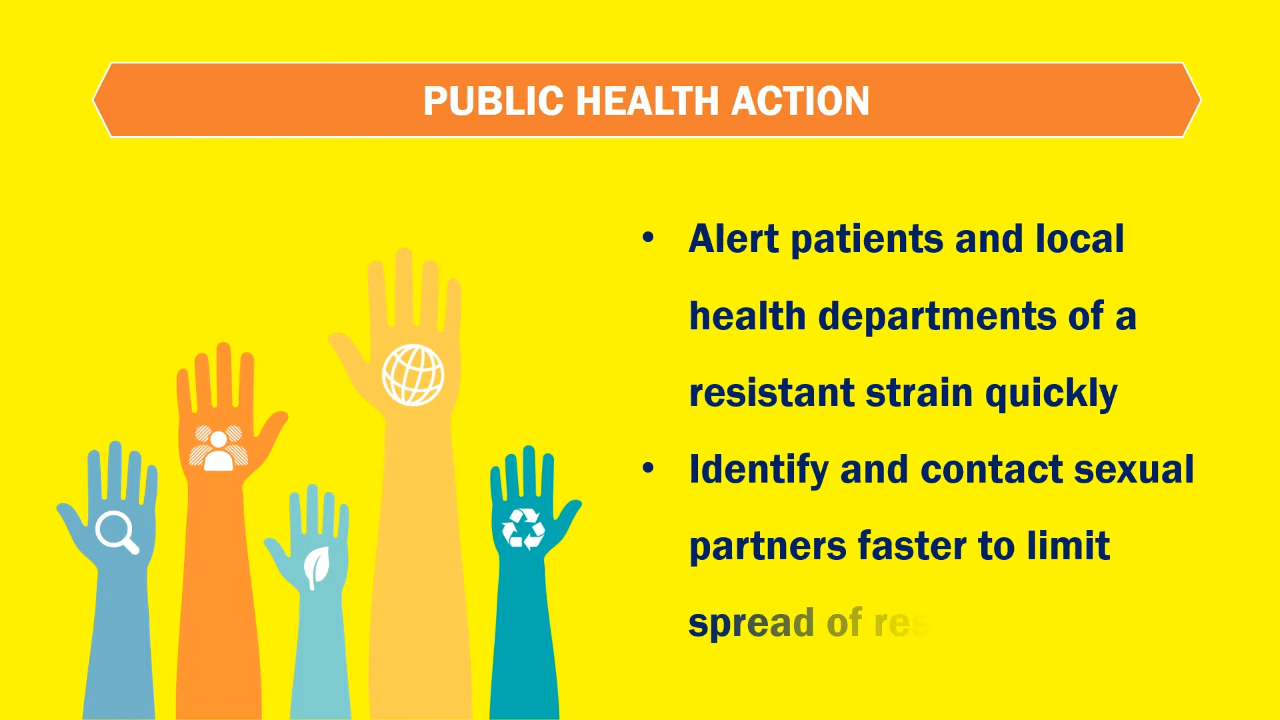 PUBLIC HEALTH ACTION
• Alert patients and local
health departments of a
resistant strain quickly
• Identify and contact sexual
partners faster to limit
spread of res